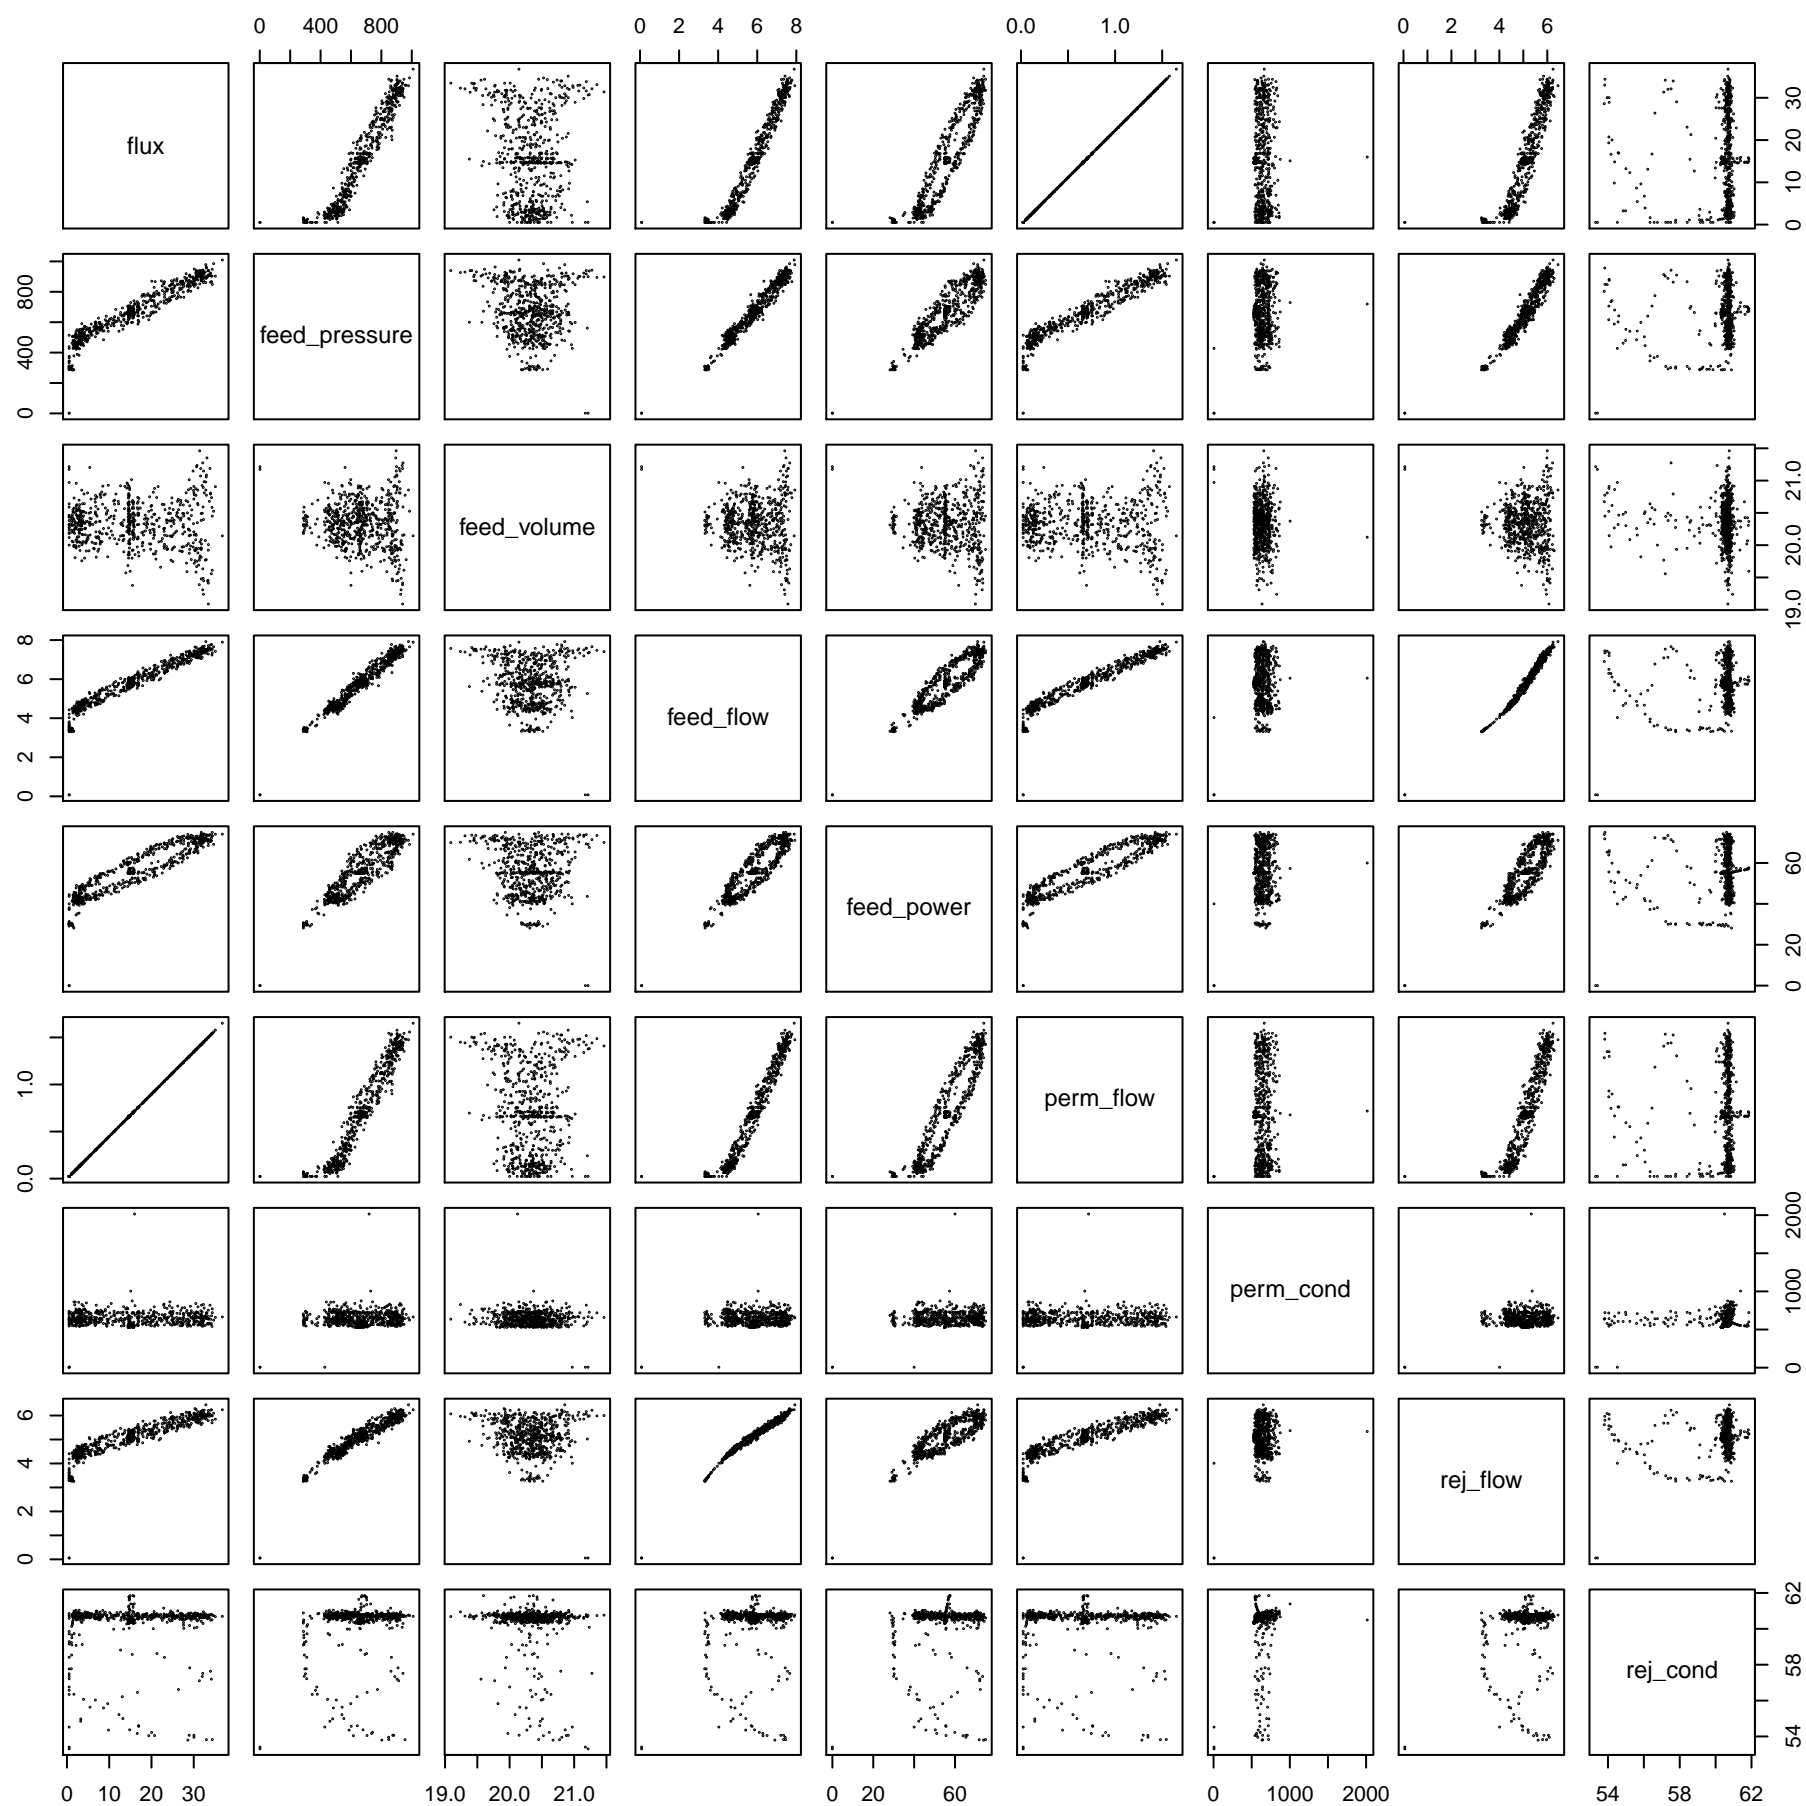 0 400 800 0 2 4 6 8 0.0 1.0 0 2 4 6
flux 0 10 20 30
0 400 800 feed_pressure
feed_volume 19.0 20.0 21.0
0 2 4 6 8 feed_flow
feed_power 0 20 60
0.0 1.0 perm_flow
perm_cond 0 1000 2000
0 2 4 6 rej_flow
rej_cond 54 58 62
0 10 20 30 19.0 20.0 21.0 0 20 60 0 1000 2000 54 58 62